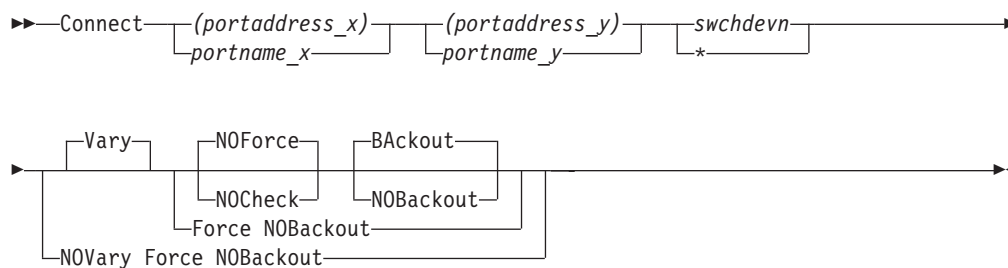 Connect (portaddress_x) (portaddress_y) swchdevn
portname_x portname_y *
Vary NOForce BAckout
NOCheck NOBackout
Force NOBackout
NOVary Force NOBackout